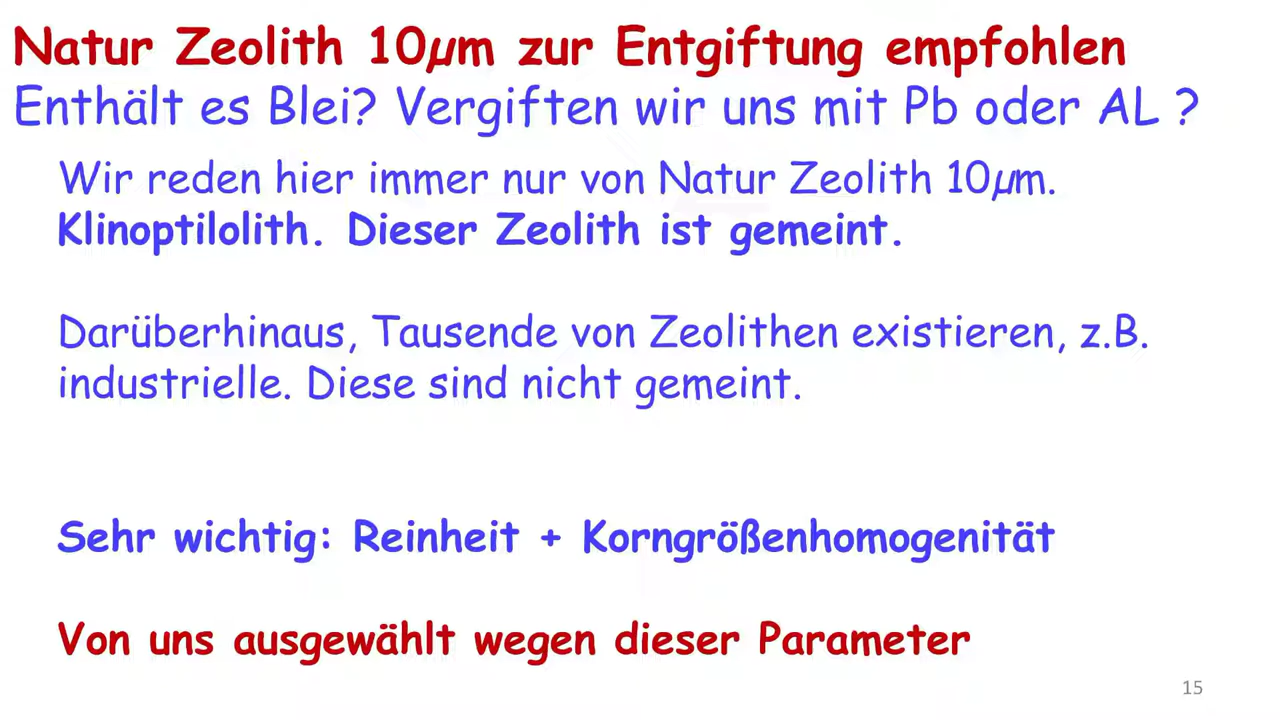 Natur Zeolith 10µm zur Entgiftung empfohlen
Enthält es Blei? Vergiften wir uns mit Pb oder AL ?
Wir reden hier immer nur von Natur Zeolith 10µm.
Klinoptilolith. Dieser Zeolith ist gemeint.
Darüberhinaus, Tausende von Zeolithen existieren, z.B.
industrielle. Diese sind nicht gemeint.
Sehr wichtig: Reinheit + Korngrößenhomogenität
Von uns ausgewählt wegen dieser Parameter
15